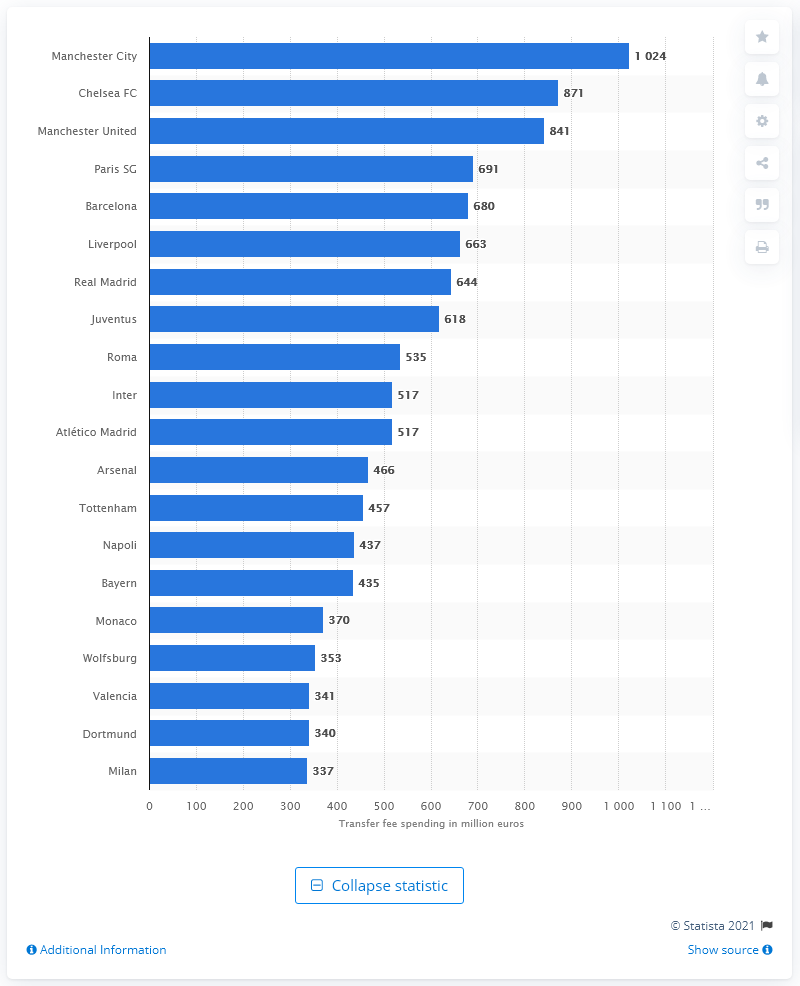 Manchester City 1 024
Chelsea FC 871
Manchester United 841
Paris SG 691
Barcelona 680
Liverpool 663
Real Madrid 644
Juventus 618
Roma 535
Inter 517
Atlético Madrid 517
Arsenal 466
Tottenham 457
Napoli 437
Bayern 435
Monaco 370
Wolfsburg 353
Valencia 341
Dortmund 340
Milan 337
0 100 200 300 400 500 600 700 800 900 1 000 1 100 1 ...
Transfer fee spending in million euros
Collapse statistic
© Statista 2021
Additional Information Show source